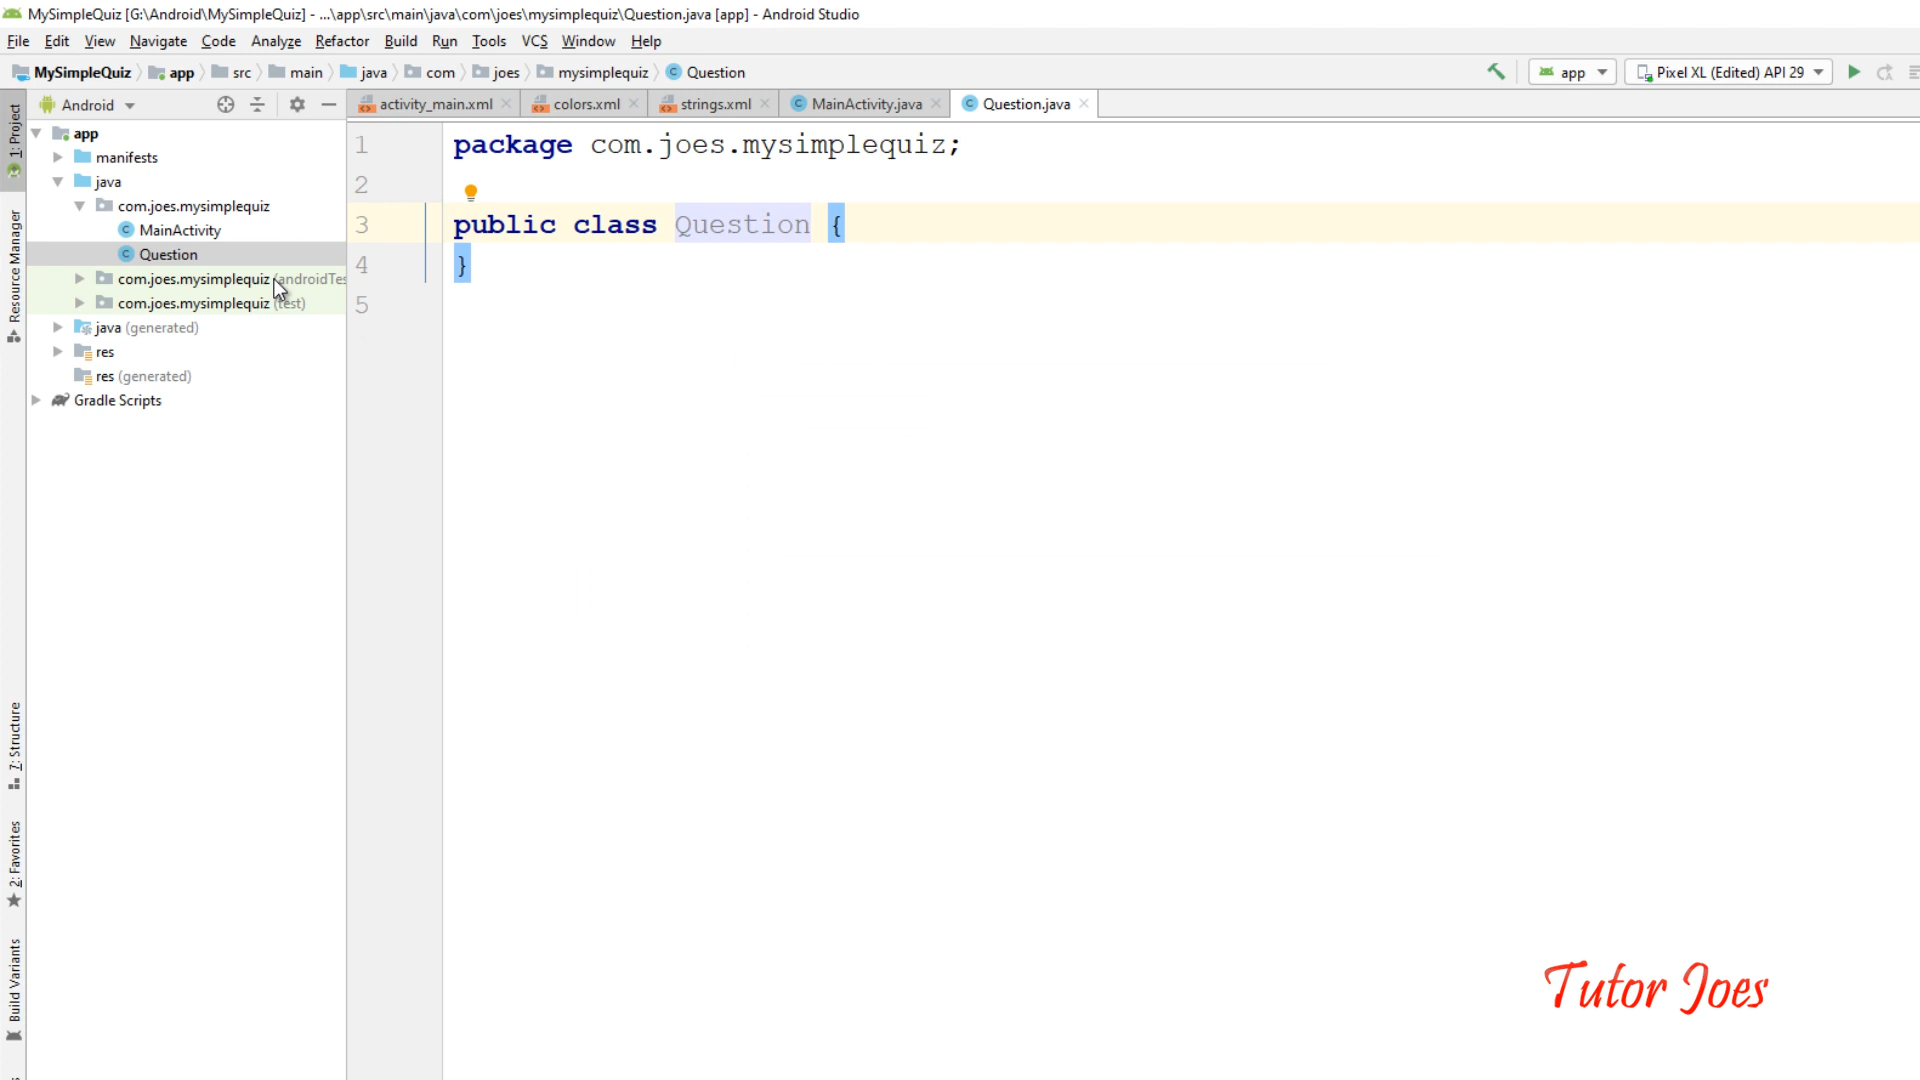 MySimpleQuiz [G:\Android\MySimpleQuiz] - ...\app\src\main\java\com\joes\mysimplequiz\Question.java [app] - Android Studio
File Edit View Navigate Code Analyze Refactor Build Run Tools VCS Window Help
MySimpleQuiz app src main java com joes mysimplequiz Question app Pixel XL (Edited) API 29
Android activity_main.xml colors.xml strings.xml MainActivity.java Question.java
1: Project
Resource Manager
7: Structure
2: Favorites
Build Variants
app
manifests
java
com.joes.mysimplequiz
MainActivity
Question
com.joes.mysimplequiz (androidTes
com.joes.mysimplequiz (test)
java (generated)
res
res (generated)
Gradle Scripts
1 package com.joes.mysimplequiz;
2
3 public class Question {
4 }
5
Tutor Joes